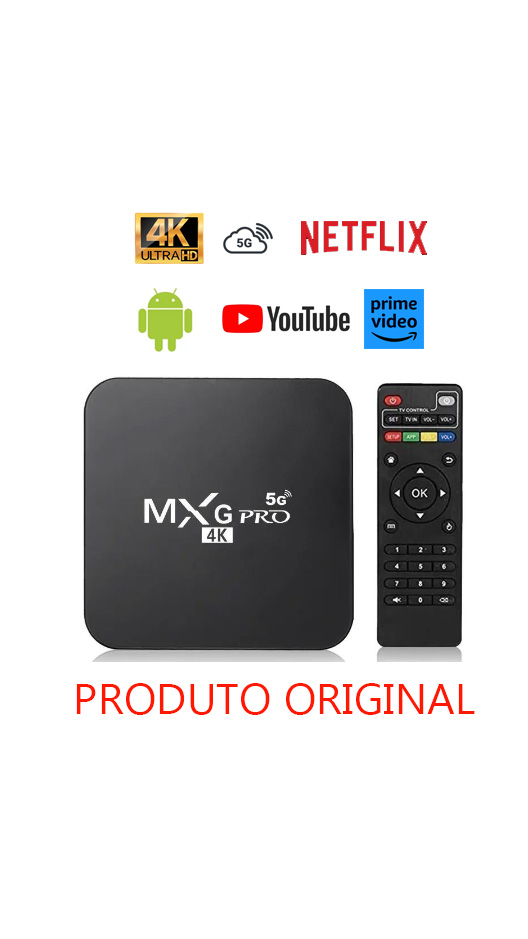 4K
ULTRA HD
5G
NETFLIX
YouTube
prime video
MXG PRO 5G
4K
TV CONTROL
SET TV IN VOL- VOL+
SETUP APP VOL- VOL+
OK
1 2 3
4 5 6
7 8 9
0
PRODUTO ORIGINAL